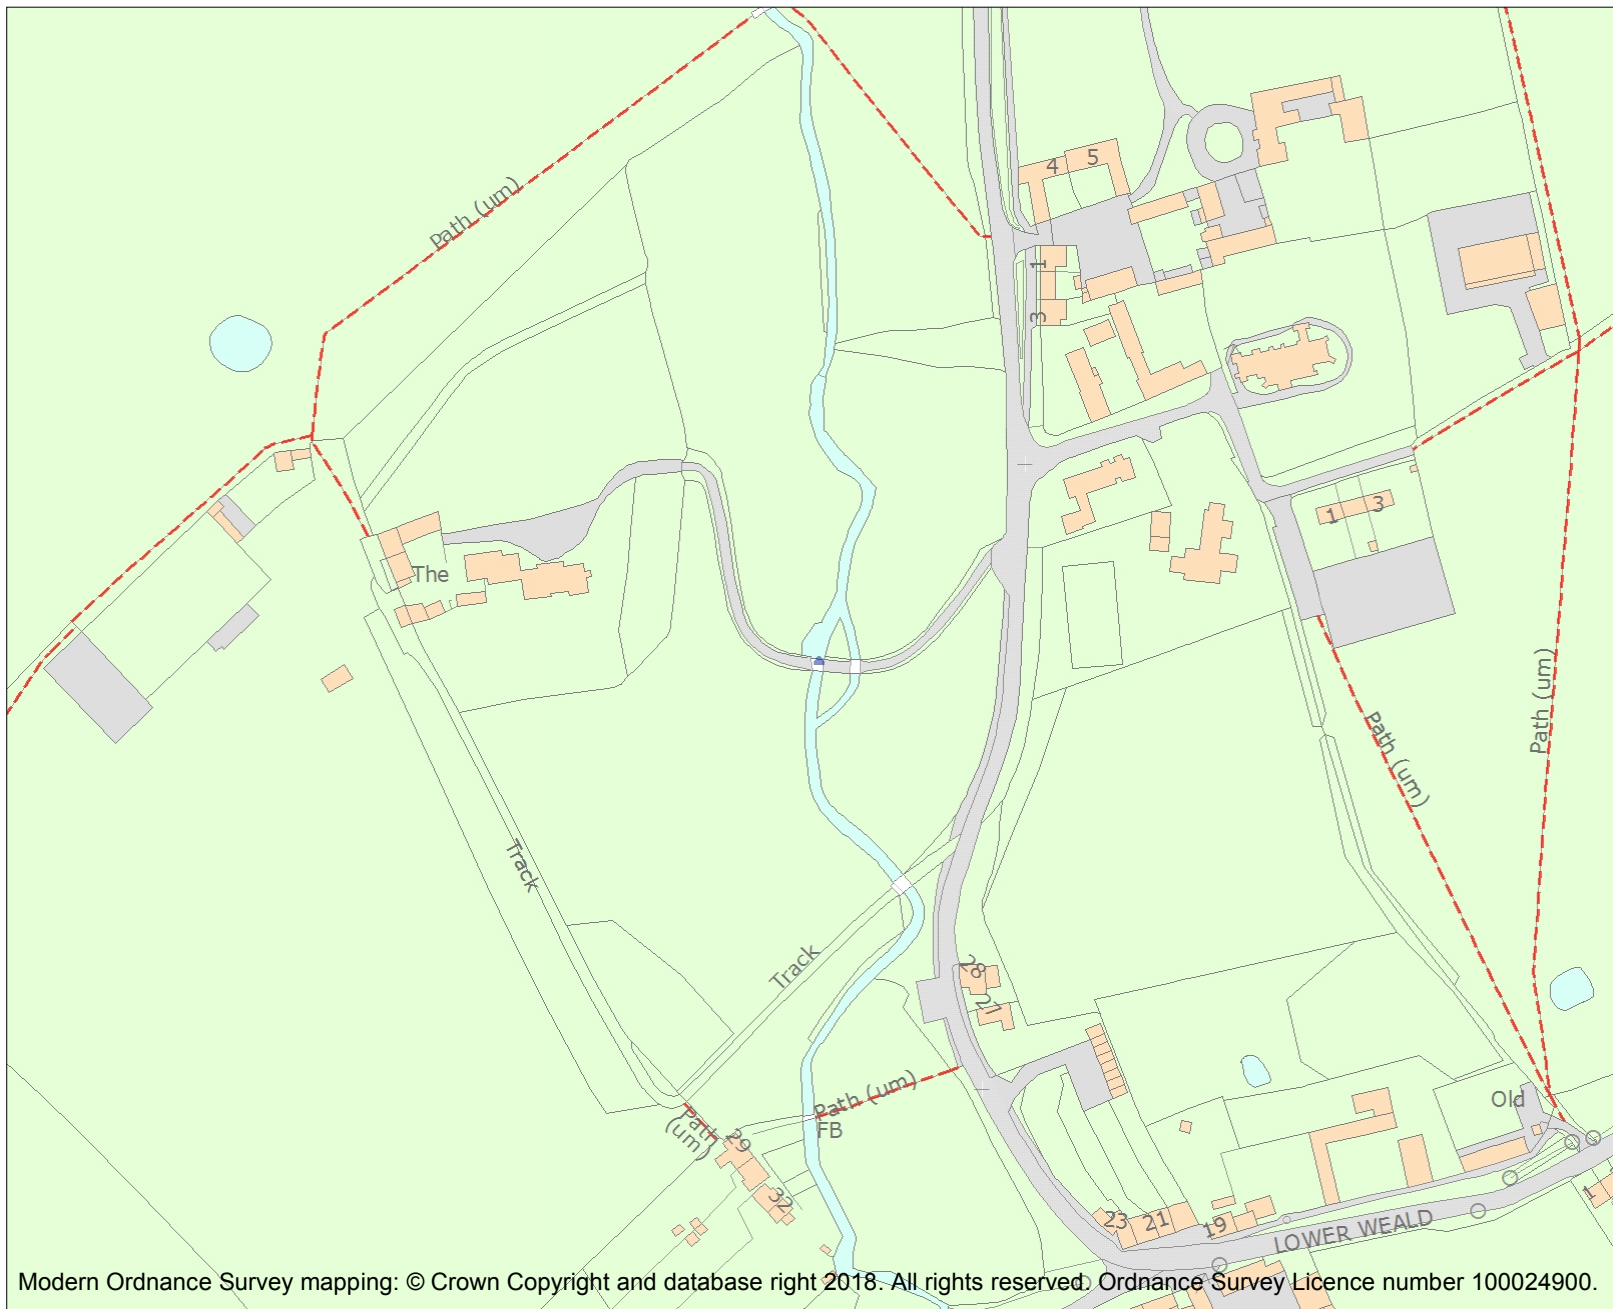 4
5
Path (um)
1
3
1
3
The
Path (um)
Path (um)
Track
Track
28
27
Path (um)
FB
Path
(um)
29
32
Old
23
21
19
1
LOWER WEALD
Modern Ordnance Survey mapping: © Crown Copyright and database right 2018. All rights reserved. Ordnance Survey Licence number 100024900.